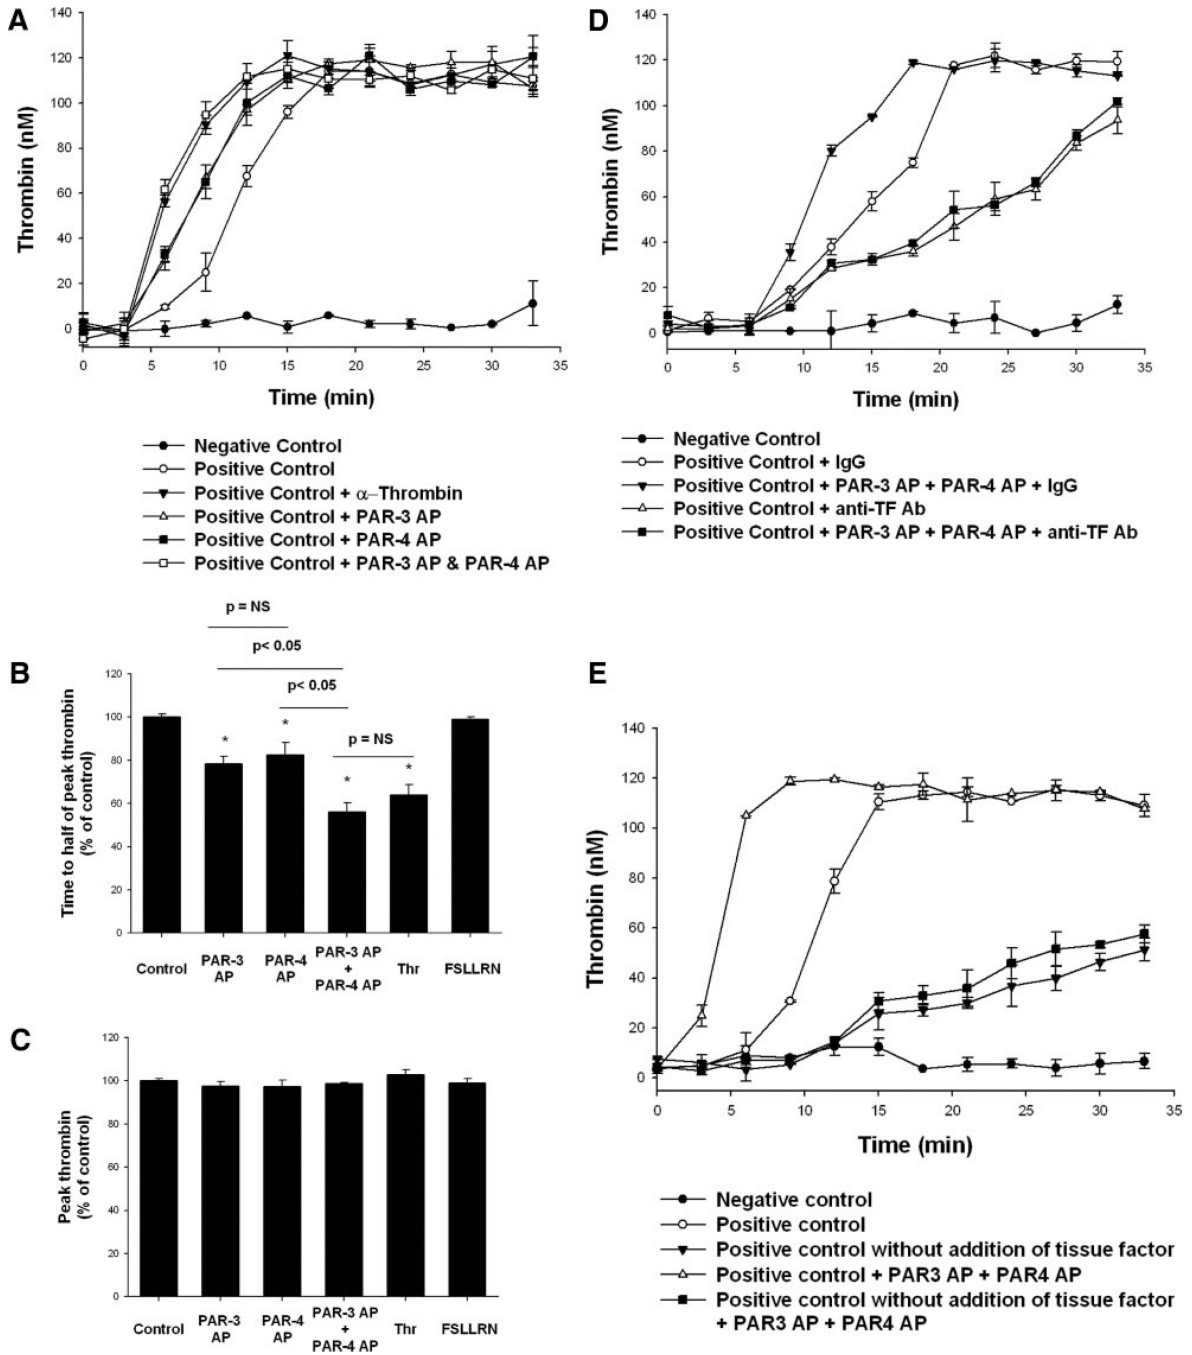 A
Thrombin (nM)
140
120
100
80
60
40
20
0
0 5 10 15 20 25 30 35
Time (min)
Negative Control
Positive Control
Positive Control + α–Thrombin
Positive Control + PAR-3 AP
Positive Control + PAR-4 AP
Positive Control + PAR-3 AP & PAR-4 AP
B
p = NS
p< 0.05
p< 0.05
p = NS
Time to half of peak thrombin
(% of control)
120
100
80
60
40
20
0
* * * *
Control PAR-3 AP PAR-4 AP PAR-3 AP + PAR-4 AP Thr FSLLRN
C
Peak thrombin
(% of control)
120
100
80
60
40
20
0
Control PAR-3 AP PAR-4 AP PAR-3 AP + PAR-4 AP Thr FSLLRN
D
Thrombin (nM)
140
120
100
80
60
40
20
0
0 5 10 15 20 25 30 35
Time (min)
Negative Control
Positive Control + IgG
Positive Control + PAR-3 AP + PAR-4 AP + IgG
Positive Control + anti-TF Ab
Positive Control + PAR-3 AP + PAR-4 AP + anti-TF Ab
E
Thrombin (nM)
140
120
100
80
60
40
20
0
0 5 10 15 20 25 30 35
Time (min)
Negative control
Positive control
Positive control without addition of tissue factor
Positive control + PAR3 AP + PAR4 AP
Positive control without addition of tissue factor
+ PAR3 AP + PAR4 AP